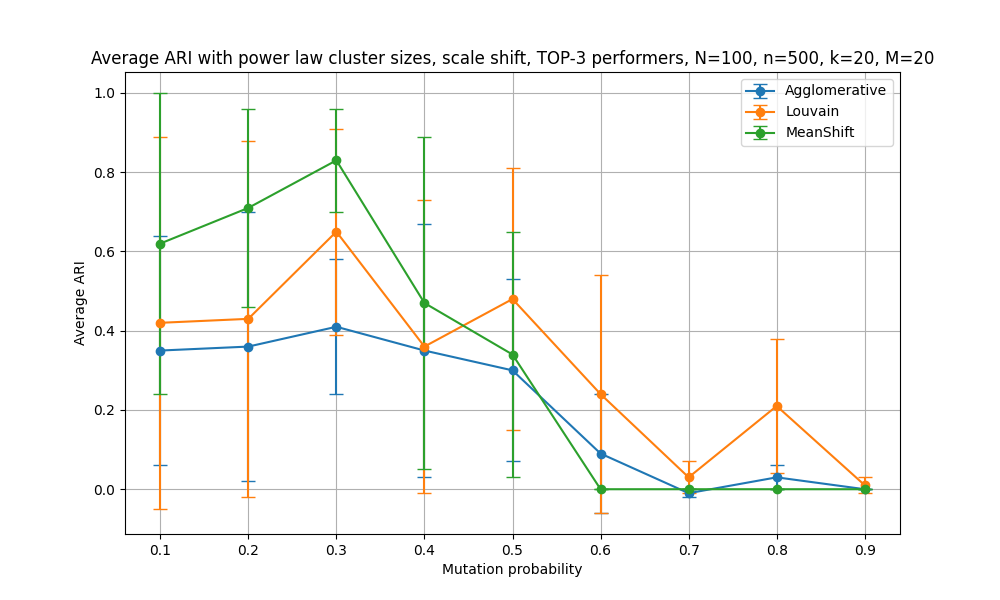 Average ARI with power law cluster sizes, scale shift, TOP-3 performers, N=100, n=500, k=20, M=20
Agglomerative
Louvain
MeanShift
Average ARI
1.0
0.8
0.6
0.4
0.2
0.0
0.1 0.2 0.3 0.4 0.5 0.6 0.7 0.8 0.9
Mutation probability